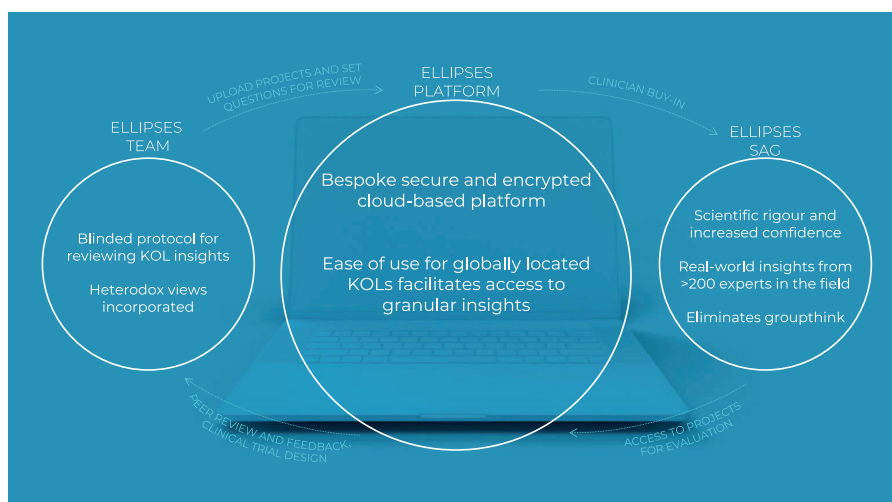 UPLOAD PROJECTS AND SET
QUESTIONS FOR REVIEW
ELLIPSES
PLATFORM
CLINICIAN BUY-IN
ELLIPSES
TEAM
ELLIPSES
SAG
Blinded protocol for
reviewing KOL insights
Heterodox views
incorporated
Bespoke secure and encrypted
cloud-based platform
Ease of use for globally located
KOLs facilitates access to
granular insights
Scientific rigour and
increased confidence
Real-world insights from
>200 experts in the field
Eliminates groupthink
PEER REVIEW AND FEEDBACK,
CLINICAL TRIAL DESIGN
ACCESS TO PROJECTS
FOR EVALUATION